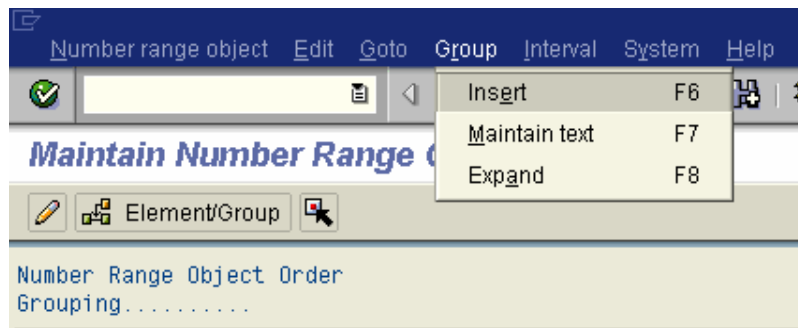 Number range object Edit Goto Group Interval System Help
Insert F6
Maintain text F7
Expand F8
Maintain Number Range
Element/Group
Number Range Object Order
Grouping..........